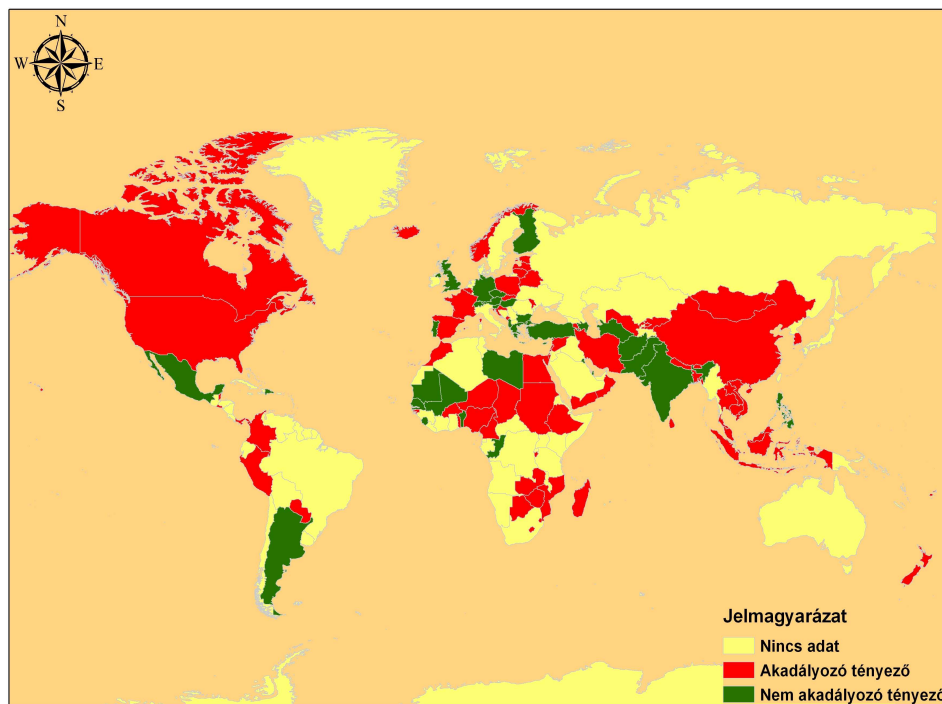 N
W E
S
Jelmagyarázat
Nincs adat
Akadályozó tényező
Nem akadályozó tényező